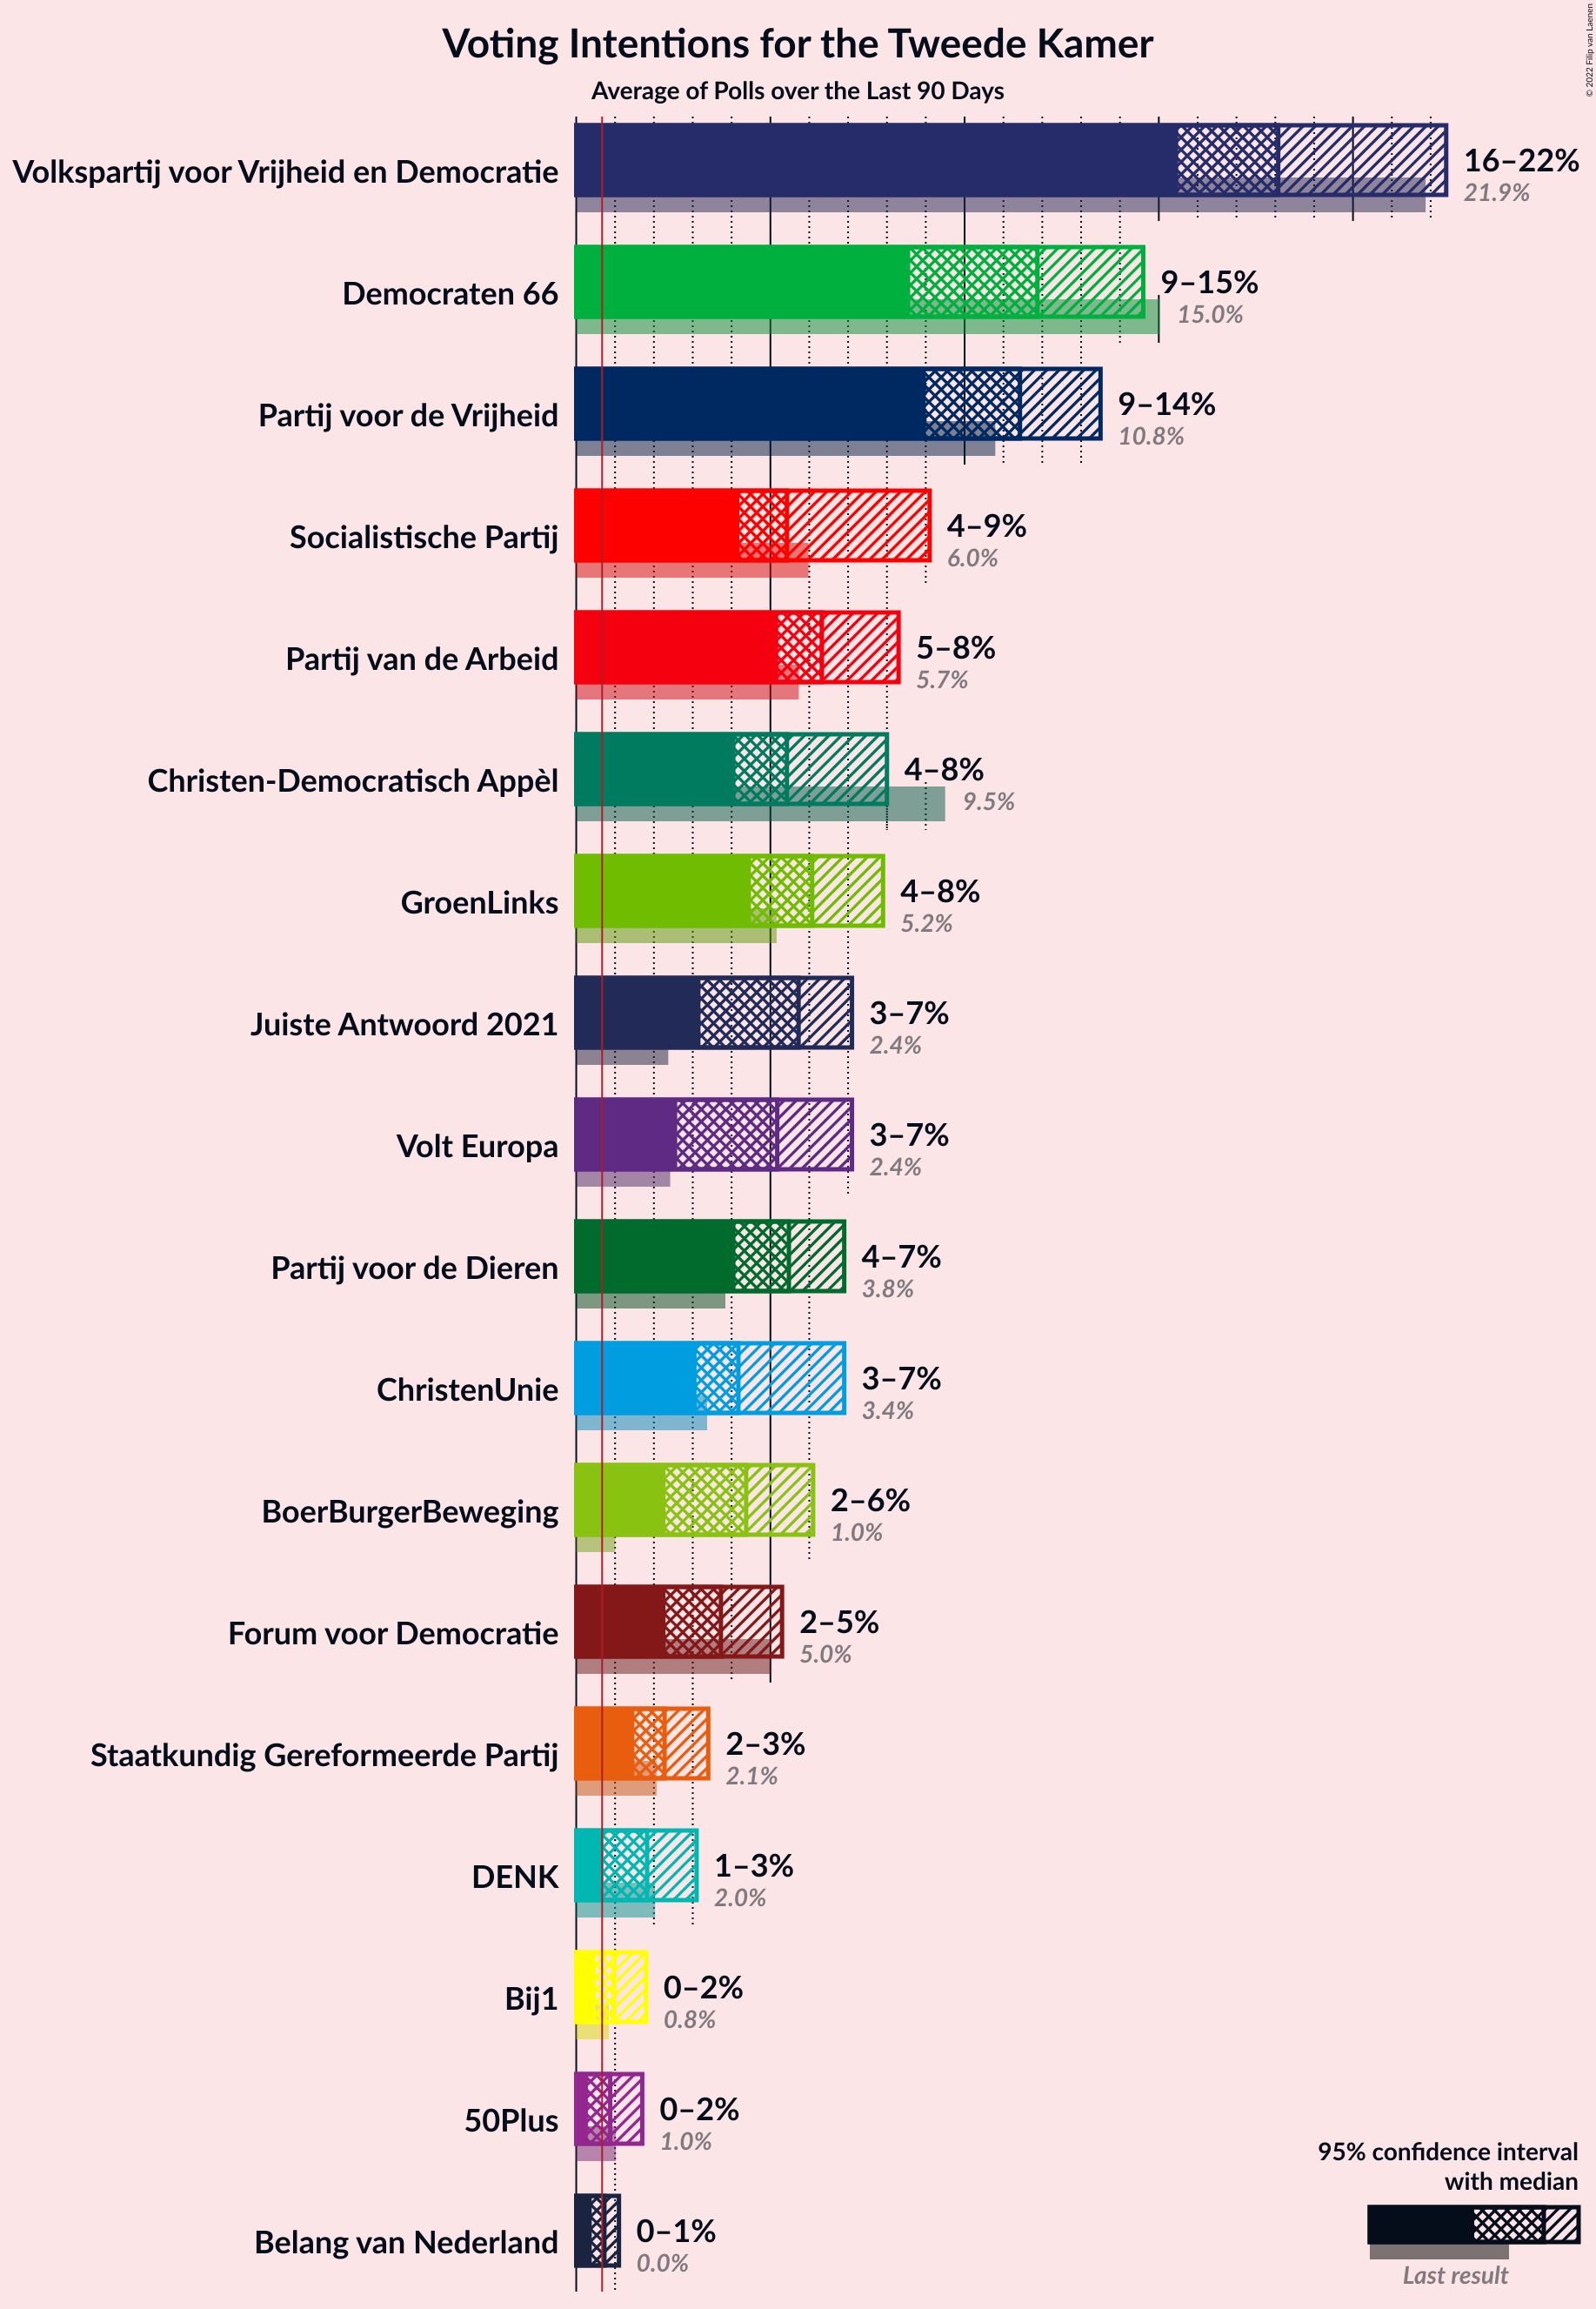 © 2022 Filip van Laenen
Voting Intentions for the Tweede Kamer
Average of Polls over the Last 90 Days
Volkspartij voor Vrijheid en Democratie
16–22%
21.9%
Democraten 66
9–15%
15.0%
Partij voor de Vrijheid
9–14%
10.8%
Socialistische Partij
4–9%
6.0%
Partij van de Arbeid
5–8%
5.7%
Christen-Democratisch Appèl
4–8%
9.5%
GroenLinks
4–8%
5.2%
Juiste Antwoord 2021
3–7%
2.4%
Volt Europa
3–7%
2.4%
Partij voor de Dieren
4–7%
3.8%
ChristenUnie
3–7%
3.4%
BoerBurgerBeweging
2–6%
1.0%
Forum voor Democratie
2–5%
5.0%
Staatkundig Gereformeerde Partij
2–3%
2.1%
DENK
1–3%
2.0%
Bij1
0–2%
0.8%
50Plus
0–2%
1.0%
Belang van Nederland
0–1%
0.0%
95% confidence interval
with median
Last result